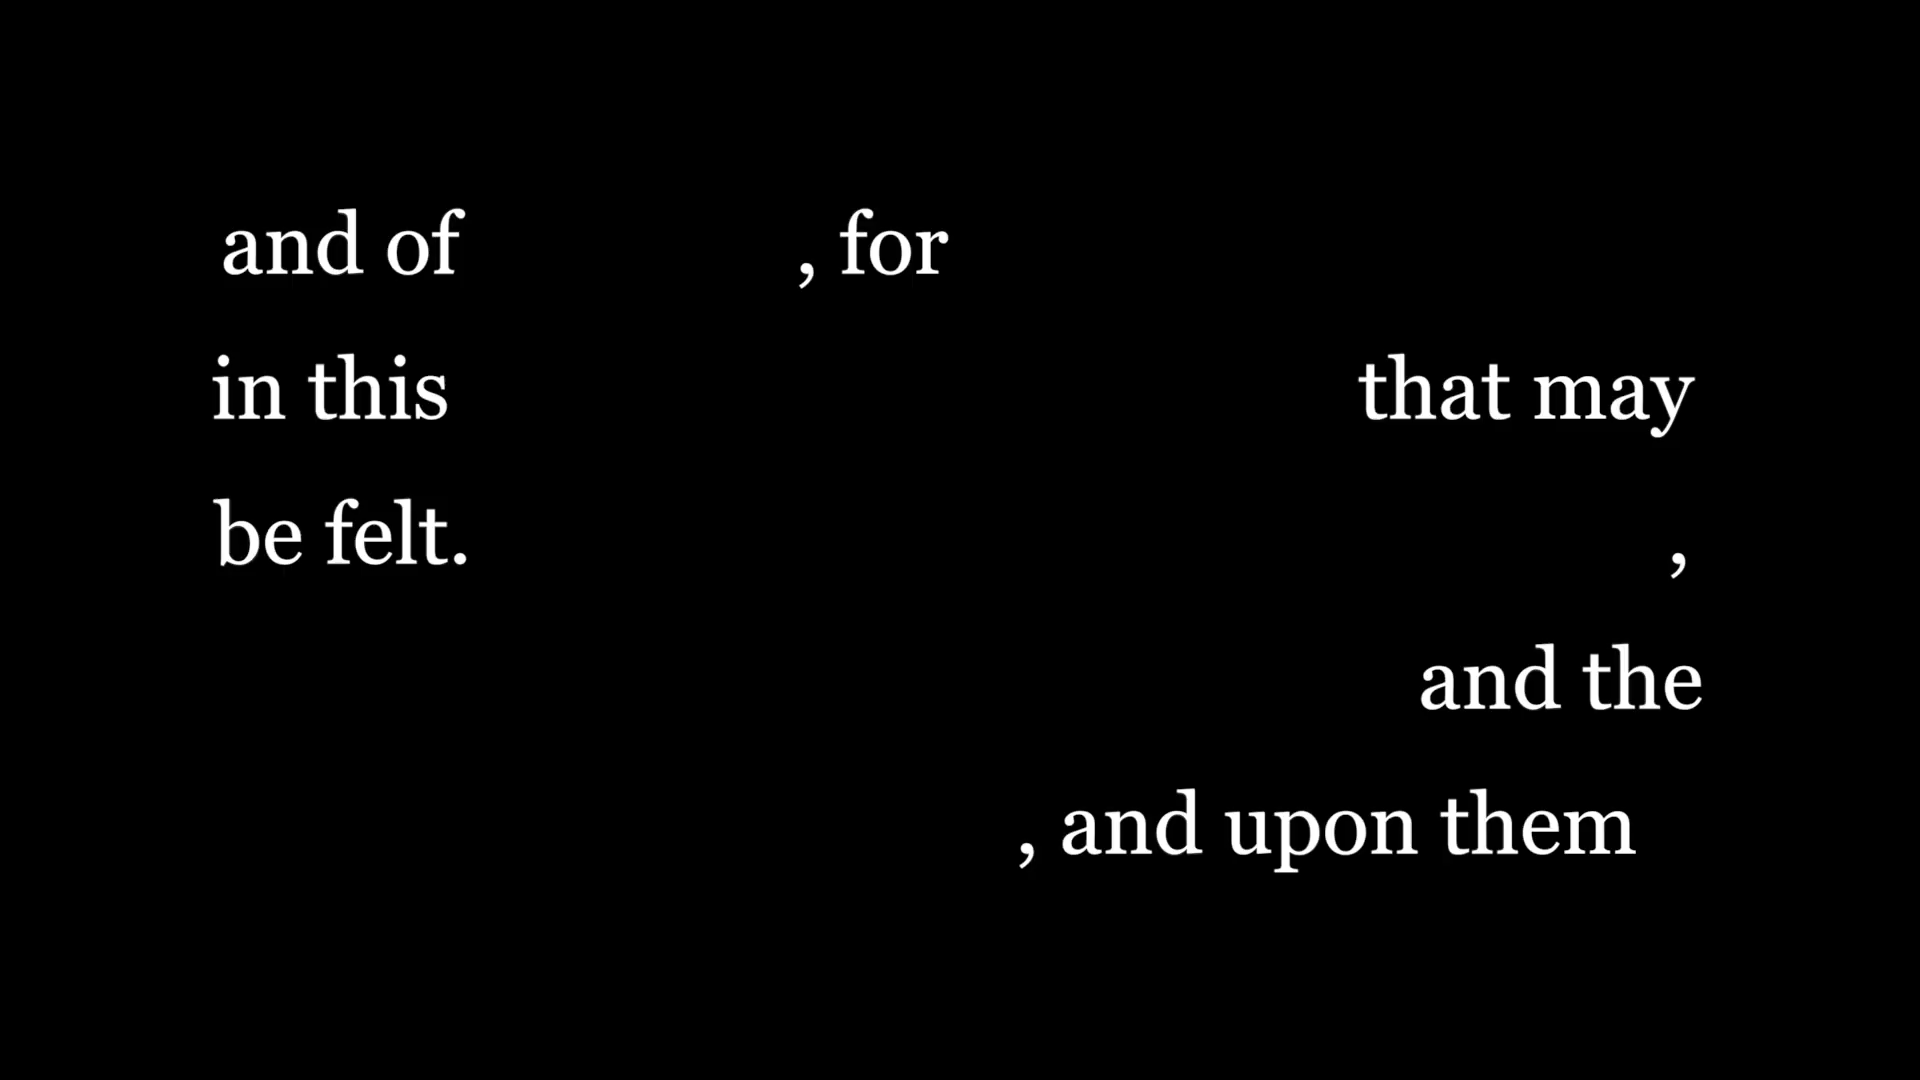 and of , for
in this that may
be felt. ,
and the
, and upon them